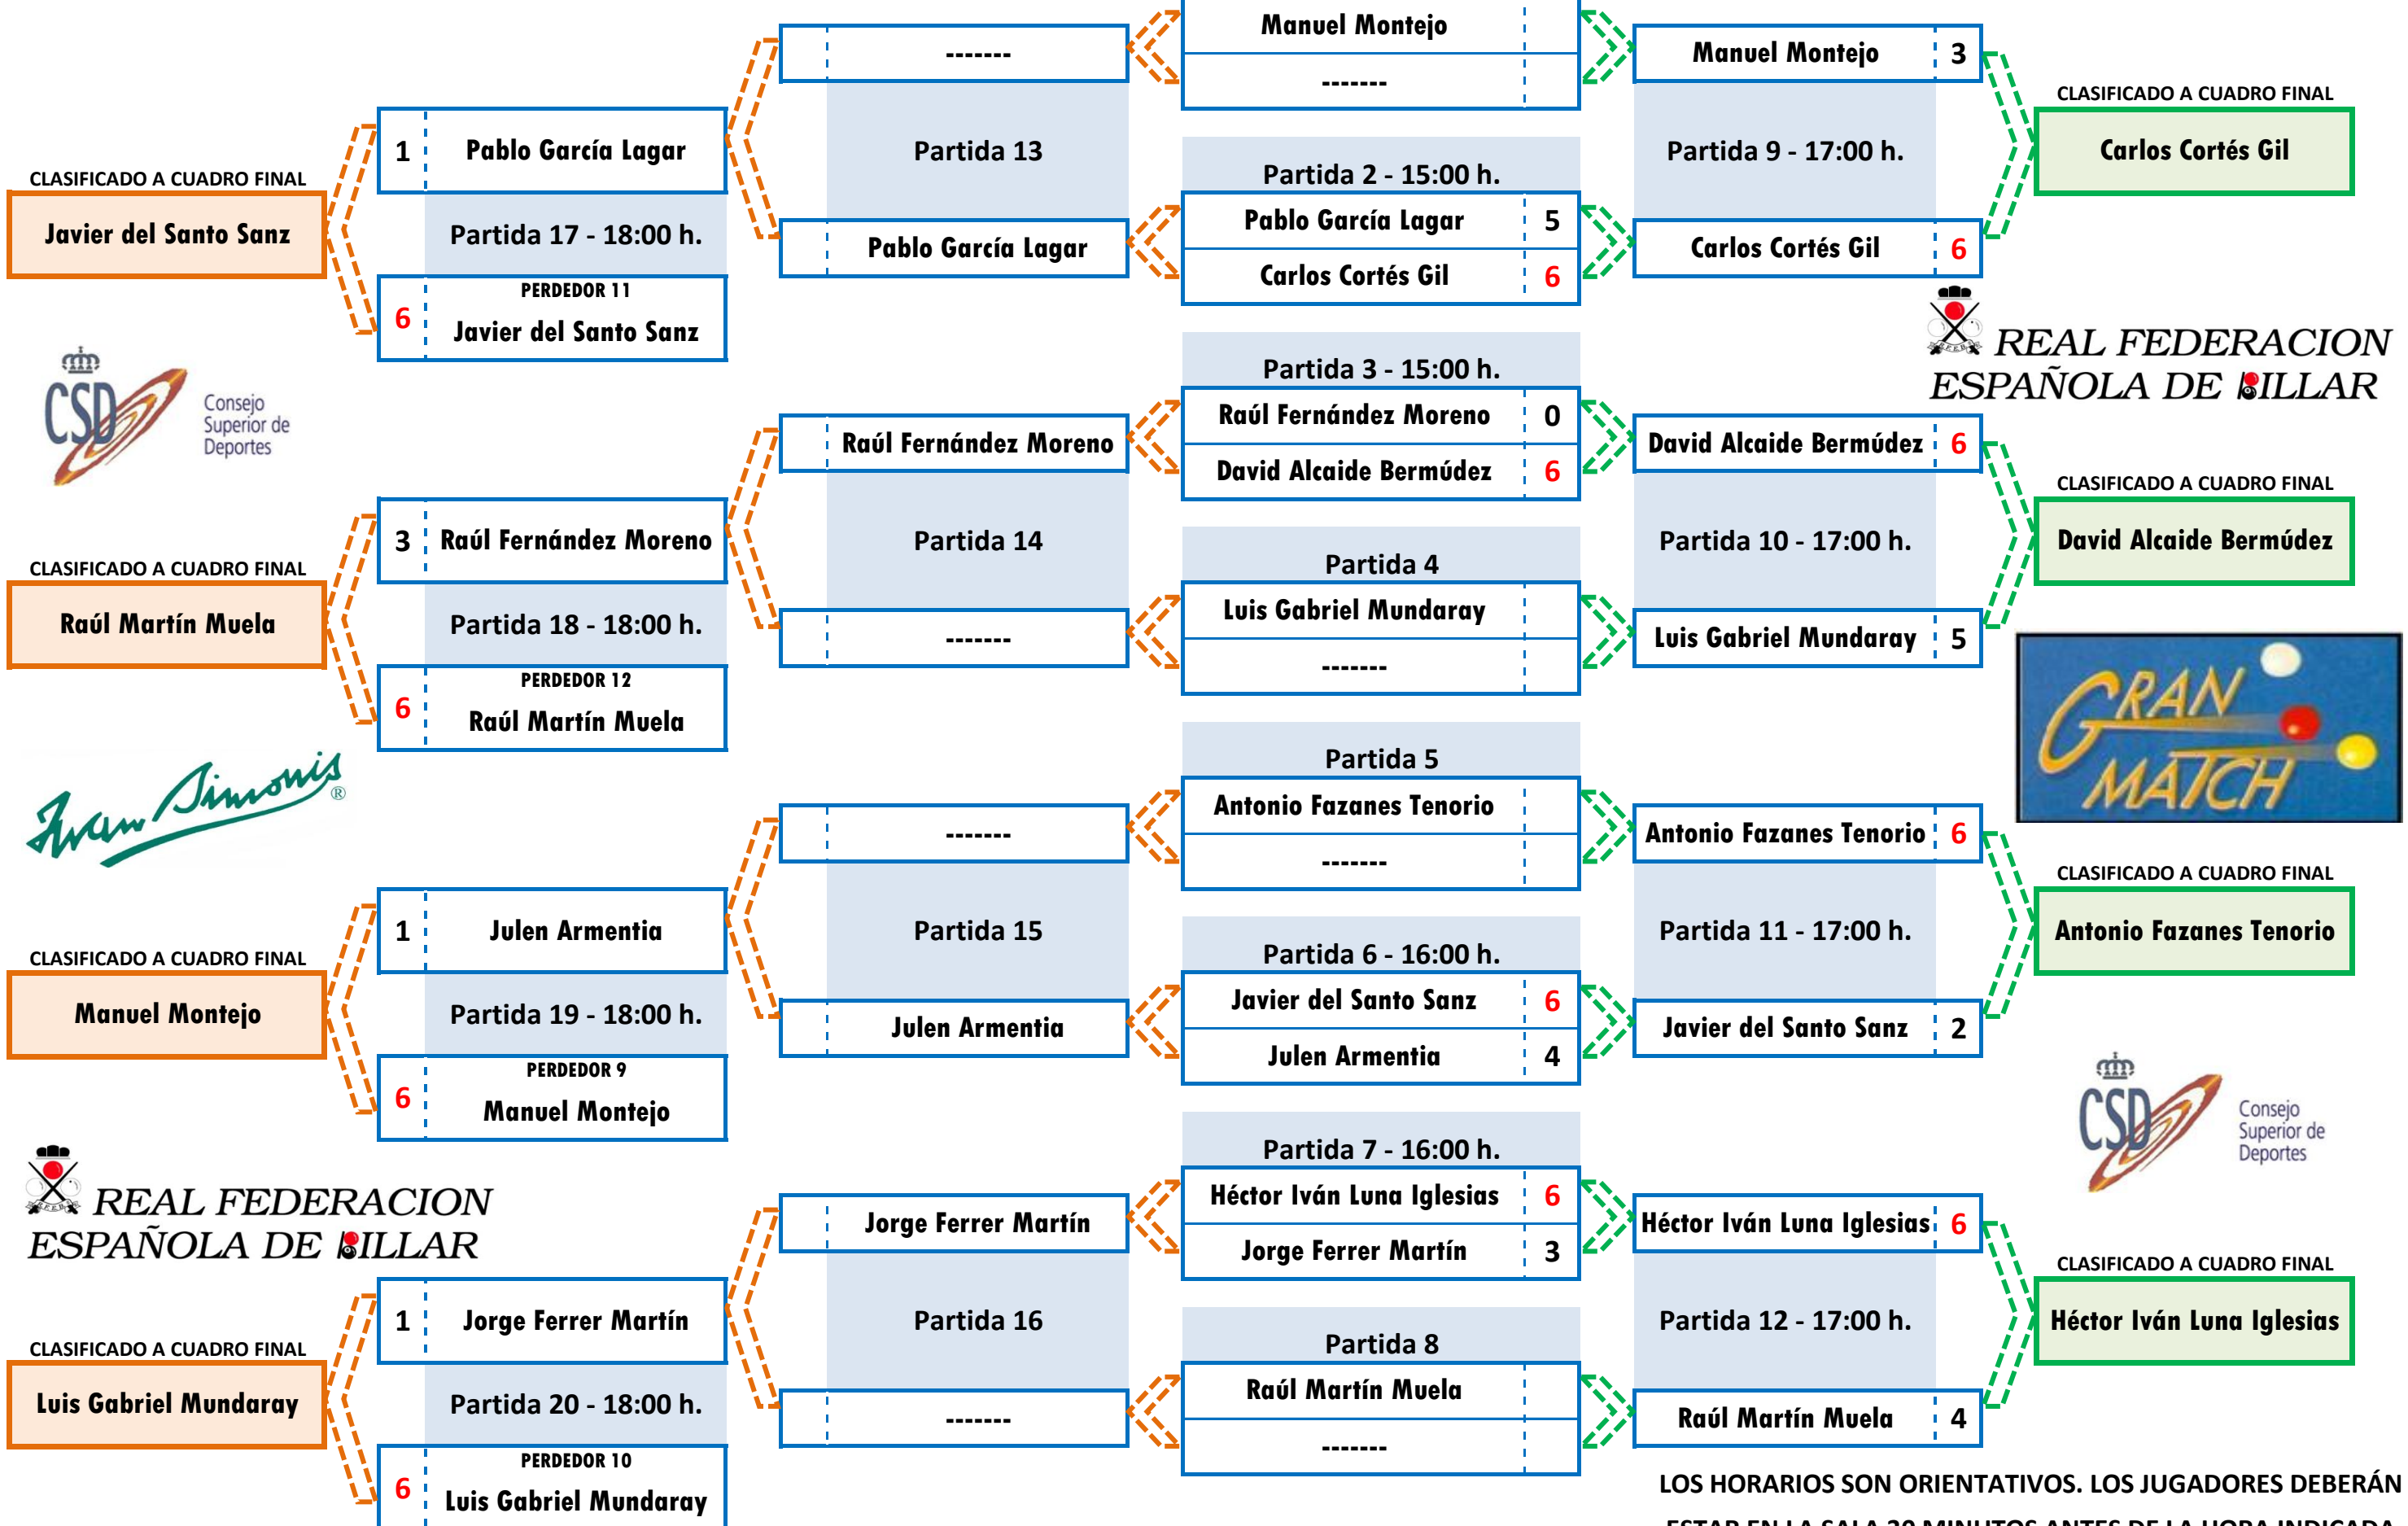 CLASIFICADO A CUADRO FINAL
Javier del Santo Sanz
CLASIFICADO A CUADRO FINAL
Raúl Martín Muela
CLASIFICADO A CUADRO FINAL
Manuel Montejo
CLASIFICADO A CUADRO FINAL
Luis Gabriel Mundaray
CSD
Consejo
Superior de
Deportes
Iwan Simonis ®
REAL FEDERACION
ESPAÑOLA DE BILLAR
1 Pablo García Lagar
Partida 17 - 18:00 h.
PERDEDOR 11
6 Javier del Santo Sanz
3 Raúl Fernández Moreno
Partida 18 - 18:00 h.
PERDEDOR 12
6 Raúl Martín Muela
1 Julen Armentia
Partida 19 - 18:00 h.
PERDEDOR 9
6 Manuel Montejo
1 Jorge Ferrer Martín
Partida 20 - 18:00 h.
PERDEDOR 10
6 Luis Gabriel Mundaray
-------
Partida 13
Pablo García Lagar
Raúl Fernández Moreno
Partida 14
-------
-------
Partida 15
Julen Armentia
Jorge Ferrer Martín
Partida 16
-------
Manuel Montejo
-------
Partida 2 - 15:00 h.
Pablo García Lagar 5
Carlos Cortés Gil 6
Partida 3 - 15:00 h.
Raúl Fernández Moreno 0
David Alcaide Bermúdez 6
Partida 4
Luis Gabriel Mundaray
-------
Partida 5
Antonio Fazanes Tenorio
-------
Partida 6 - 16:00 h.
Javier del Santo Sanz 6
Julen Armentia 4
Partida 7 - 16:00 h.
Héctor Iván Luna Iglesias 6
Jorge Ferrer Martín 3
Partida 8
Raúl Martín Muela
-------
Manuel Montejo 3
Partida 9 - 17:00 h.
Carlos Cortés Gil 6
David Alcaide Bermúdez 6
Partida 10 - 17:00 h.
Luis Gabriel Mundaray 5
Antonio Fazanes Tenorio 6
Partida 11 - 17:00 h.
Javier del Santo Sanz 2
Héctor Iván Luna Iglesias 6
Partida 12 - 17:00 h.
Raúl Martín Muela 4
CLASIFICADO A CUADRO FINAL
Carlos Cortés Gil
REAL FEDERACION
ESPAÑOLA DE BILLAR
CLASIFICADO A CUADRO FINAL
David Alcaide Bermúdez
GRAN
MATCH
CLASIFICADO A CUADRO FINAL
Antonio Fazanes Tenorio
CSD
Consejo
Superior de
Deportes
CLASIFICADO A CUADRO FINAL
Héctor Iván Luna Iglesias
LOS HORARIOS SON ORIENTATIVOS. LOS JUGADORES DEBERÁN
ESTAR EN LA SALA 30 MINUTOS ANTES DE LA HORA INDICADA